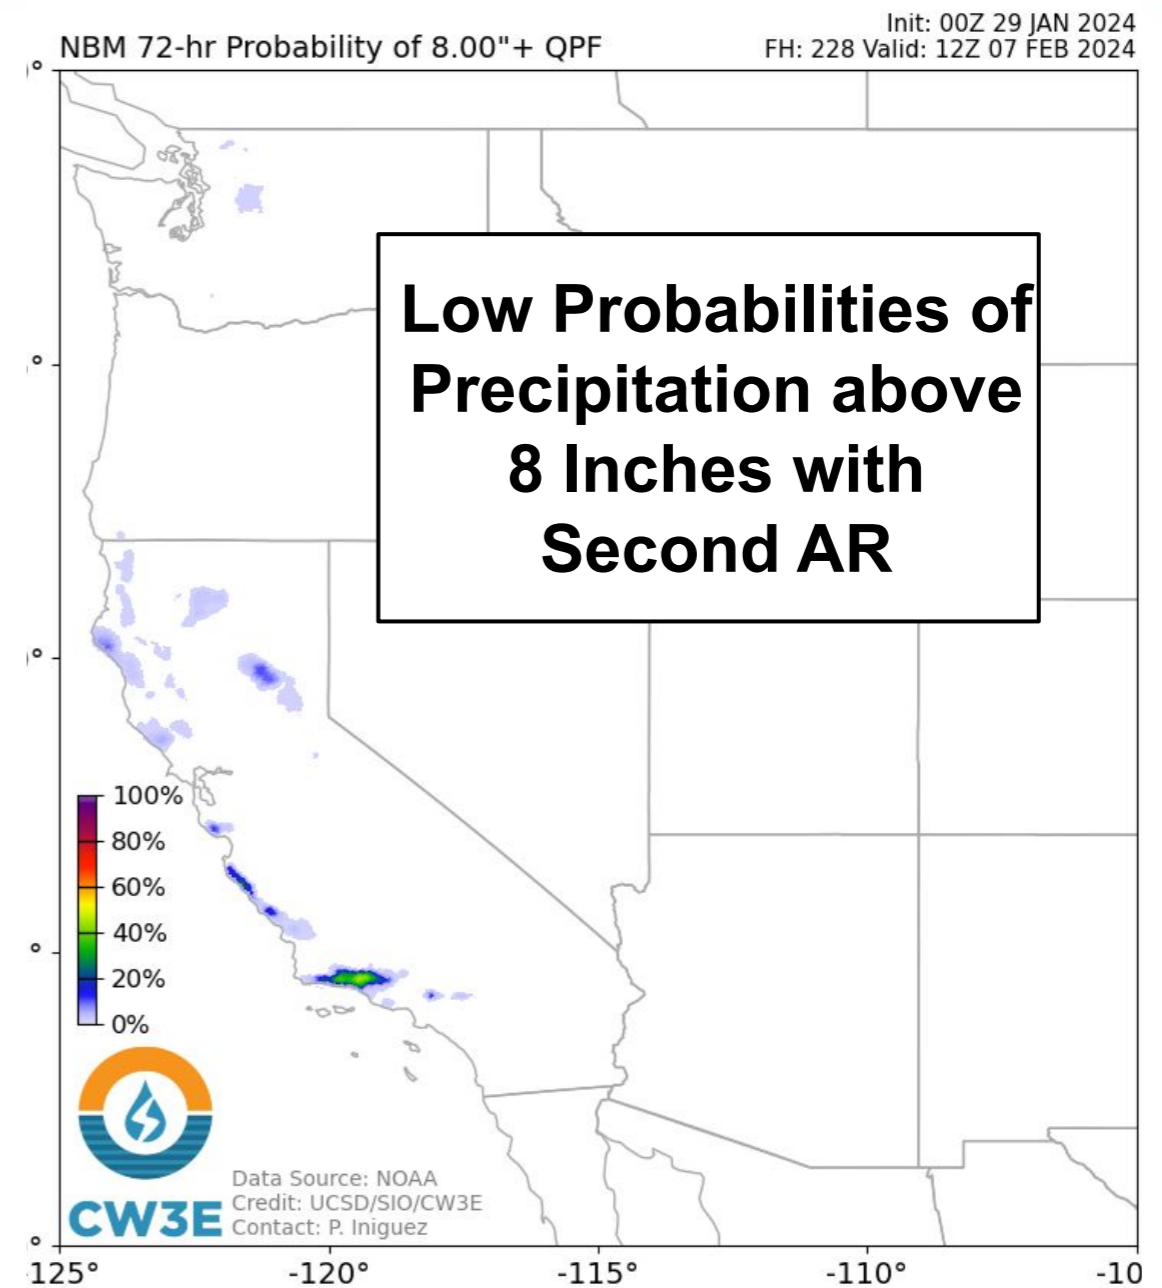 Init: 00Z 29 JAN 2024
NBM 72-hr Probability of 8.00"+ QPF
FH: 228 Valid: 12Z 07 FEB 2024
Low Probabilities of
Precipitation above
8 Inches with
Second AR
100%
80%
60%
40%
20%
0%
CW3E
Data Source: NOAA
Credit: UCSD/SIO/CW3E
Contact: P. Iniguez
-120°
-115°
-110°